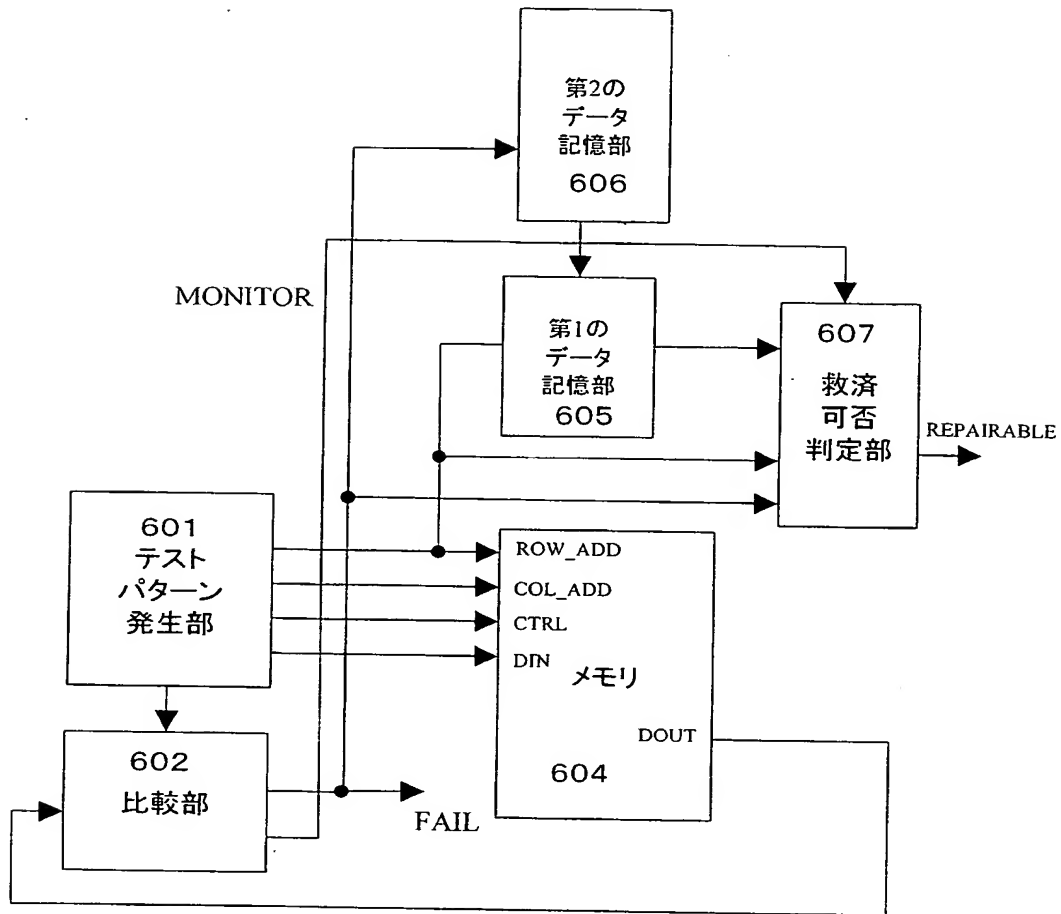 第2の
データ
記憶部
606
MONITOR
第1の
データ
記憶部
605
607
救済
可否
判定部
REPAIRABLE
601
テスト
パターン
発生部
ROW_ADD
COL_ADD
CTRL
DIN
メモリ
DOUT
604
602
比較部
FAIL